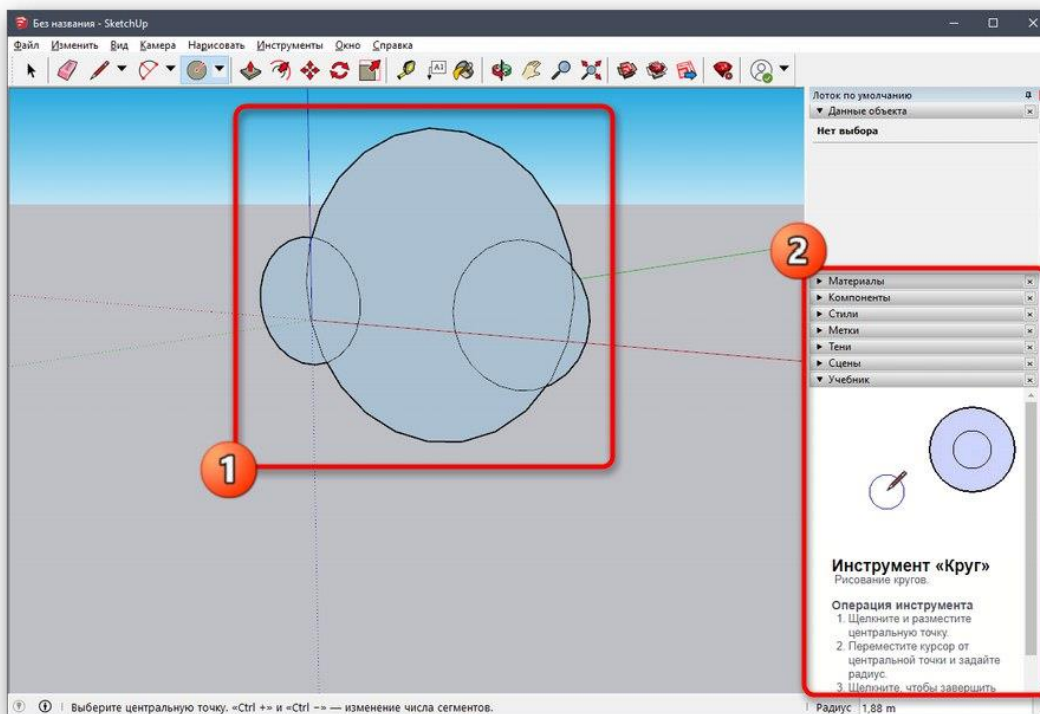 Без названия - SketchUp
Файл Изменить Вид Камера Нарисовать Инструменты Окно Справка
A1
Лоток по умолчанию
Данные объекта
Нет выбора
2
Материалы
Компоненты
Стили
Метки
Тени
Сцены
Учебник
1
Инструмент «Круг»
Рисование кругов.
Операция инструмента
1. Щелкните и разместите
центральную точку.
2. Переместите курсор от
центральной точки и задайте
радиус.
3. Щелкните, чтобы завершить
Выберите центральную точку. «Ctrl +» и «Ctrl −» — изменение числа сегментов.
Радиус 1,88 m